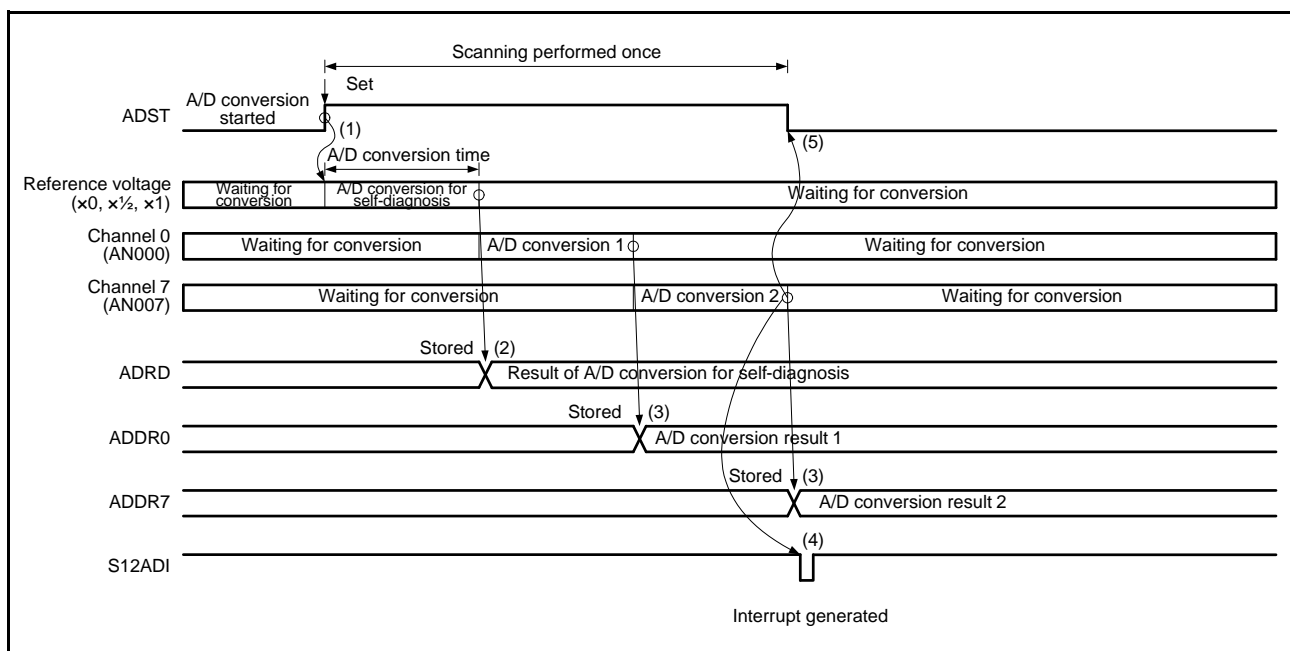 Scanning performed once
Set
A/D conversion
started
ADST
(1)
(5)
A/D conversion time
Reference voltage
(×0, ×½, ×1)
Waiting for
conversion
A/D conversion for
self-diagnosis
Waiting for conversion
Channel 0
(AN000)
Waiting for conversion
A/D conversion 1
Waiting for conversion
Channel 7
(AN007)
Waiting for conversion
A/D conversion 2
Waiting for conversion
Stored
(2)
ADRD
Result of A/D conversion for self-diagnosis
Stored
(3)
ADDR0
A/D conversion result 1
Stored
(3)
ADDR7
A/D conversion result 2
(4)
S12ADI
Interrupt generated